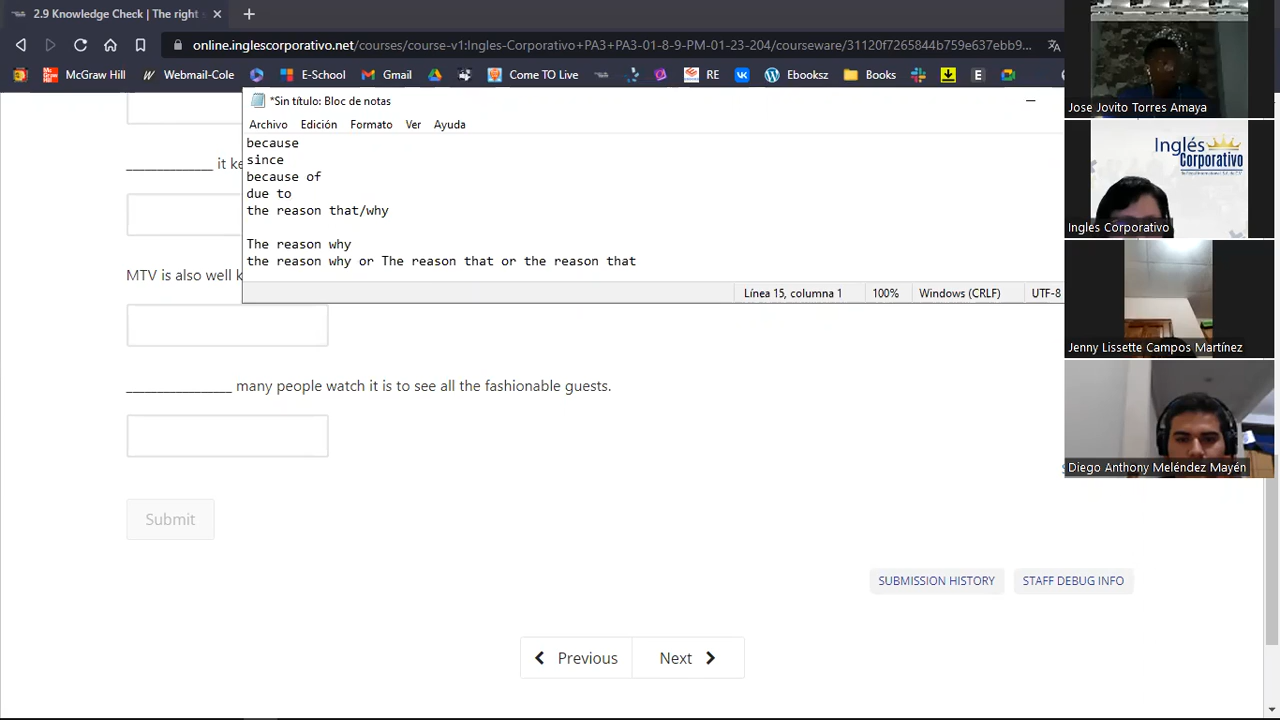 2.9 Knowledge Check | The right
online.inglescorporativo.net/courses/course-v1:Ingles-Corporativo+PA3+PA3-01-8-9-PM-01-23-204/courseware/31120f7265844b759e637ebb9...
McGraw Hill
Webmail-Cole
E-School
Gmail
Come TO Live
RE
Ebooksz
Books
*Sin título: Bloc de notas
Archivo Edición Formato Ver Ayuda
because
since
because of
due to
the reason that/why
The reason why
the reason why or The reason that or the reason that
Línea 15, columna 1 100% Windows (CRLF) UTF-8
_____________ it ke
MTV is also well k
________________ many people watch it is to see all the fashionable guests.
Submit
SUBMISSION HISTORY
STAFF DEBUG INFO
Previous
Next
Jose Jovito Torres Amaya
Inglés
Corporativo
Inglés Corporativo
Jenny Lissette Campos Martínez
Diego Anthony Meléndez Mayén